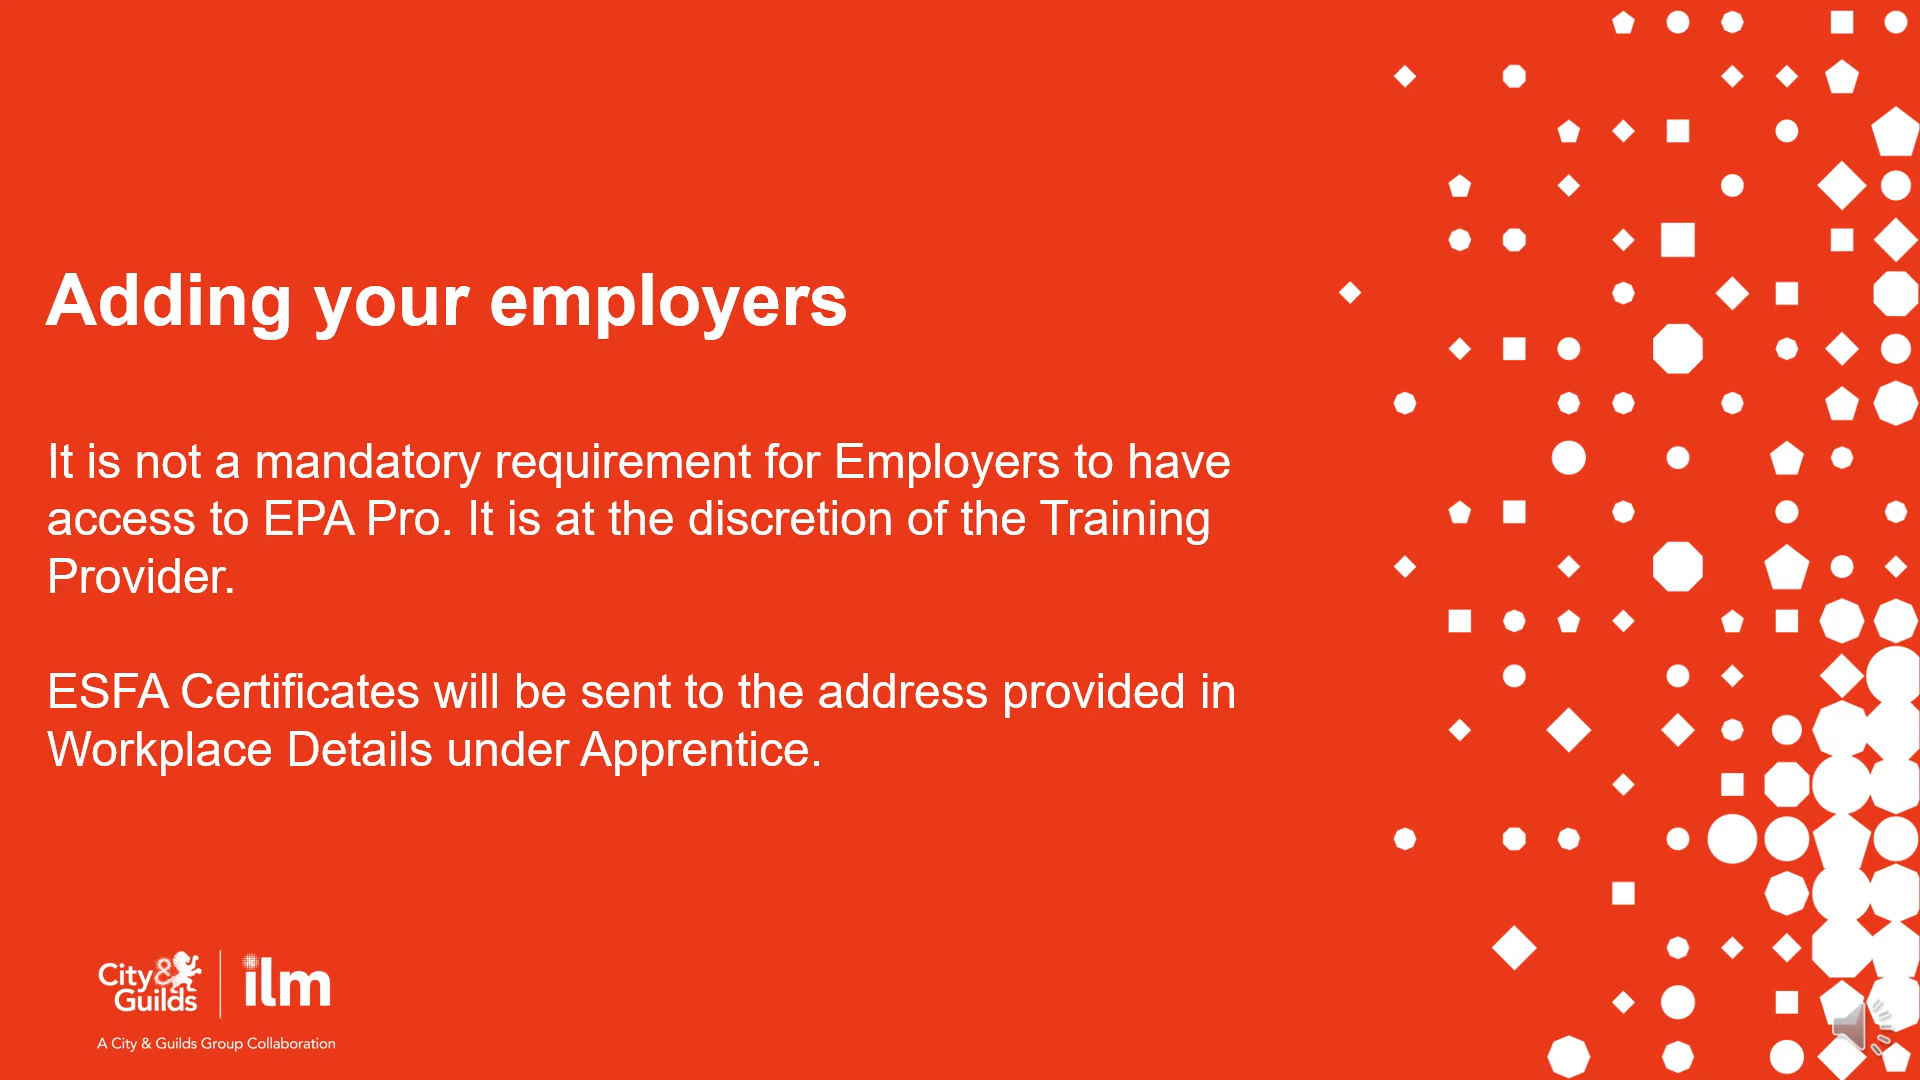 Adding your employers
It is not a mandatory requirement for Employers to have
access to EPA Pro. It is at the discretion of the Training
Provider.
ESFA Certificates will be sent to the address provided in
Workplace Details under Apprentice.
City&
Guilds
ilm
A City & Guilds Group Collaboration